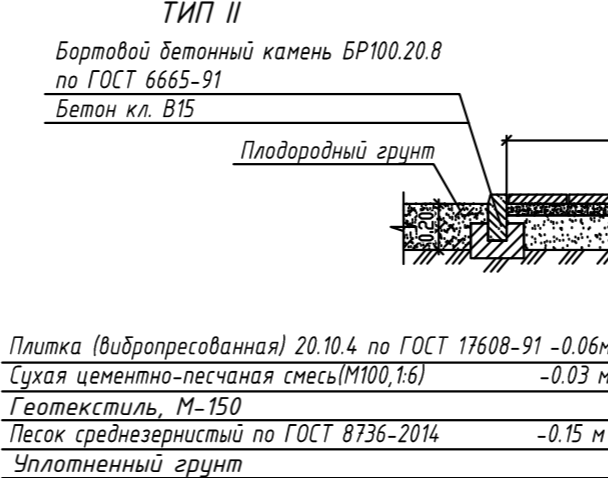 ТИП II
Бортовой бетонный камень БР100.20.8
по ГОСТ 6665-91
Бетон кл. В15
Плодородный грунт
0.20
Плитка (вибропресованная) 20.10.4 по ГОСТ 17608-91 -0.06м
Сухая цементно-песчаная смесь(М100,1:6) -0.03 м
Геотекстиль, М-150
Песок среднезернистый по ГОСТ 8736-2014 -0.15 м
Уплотненный грунт